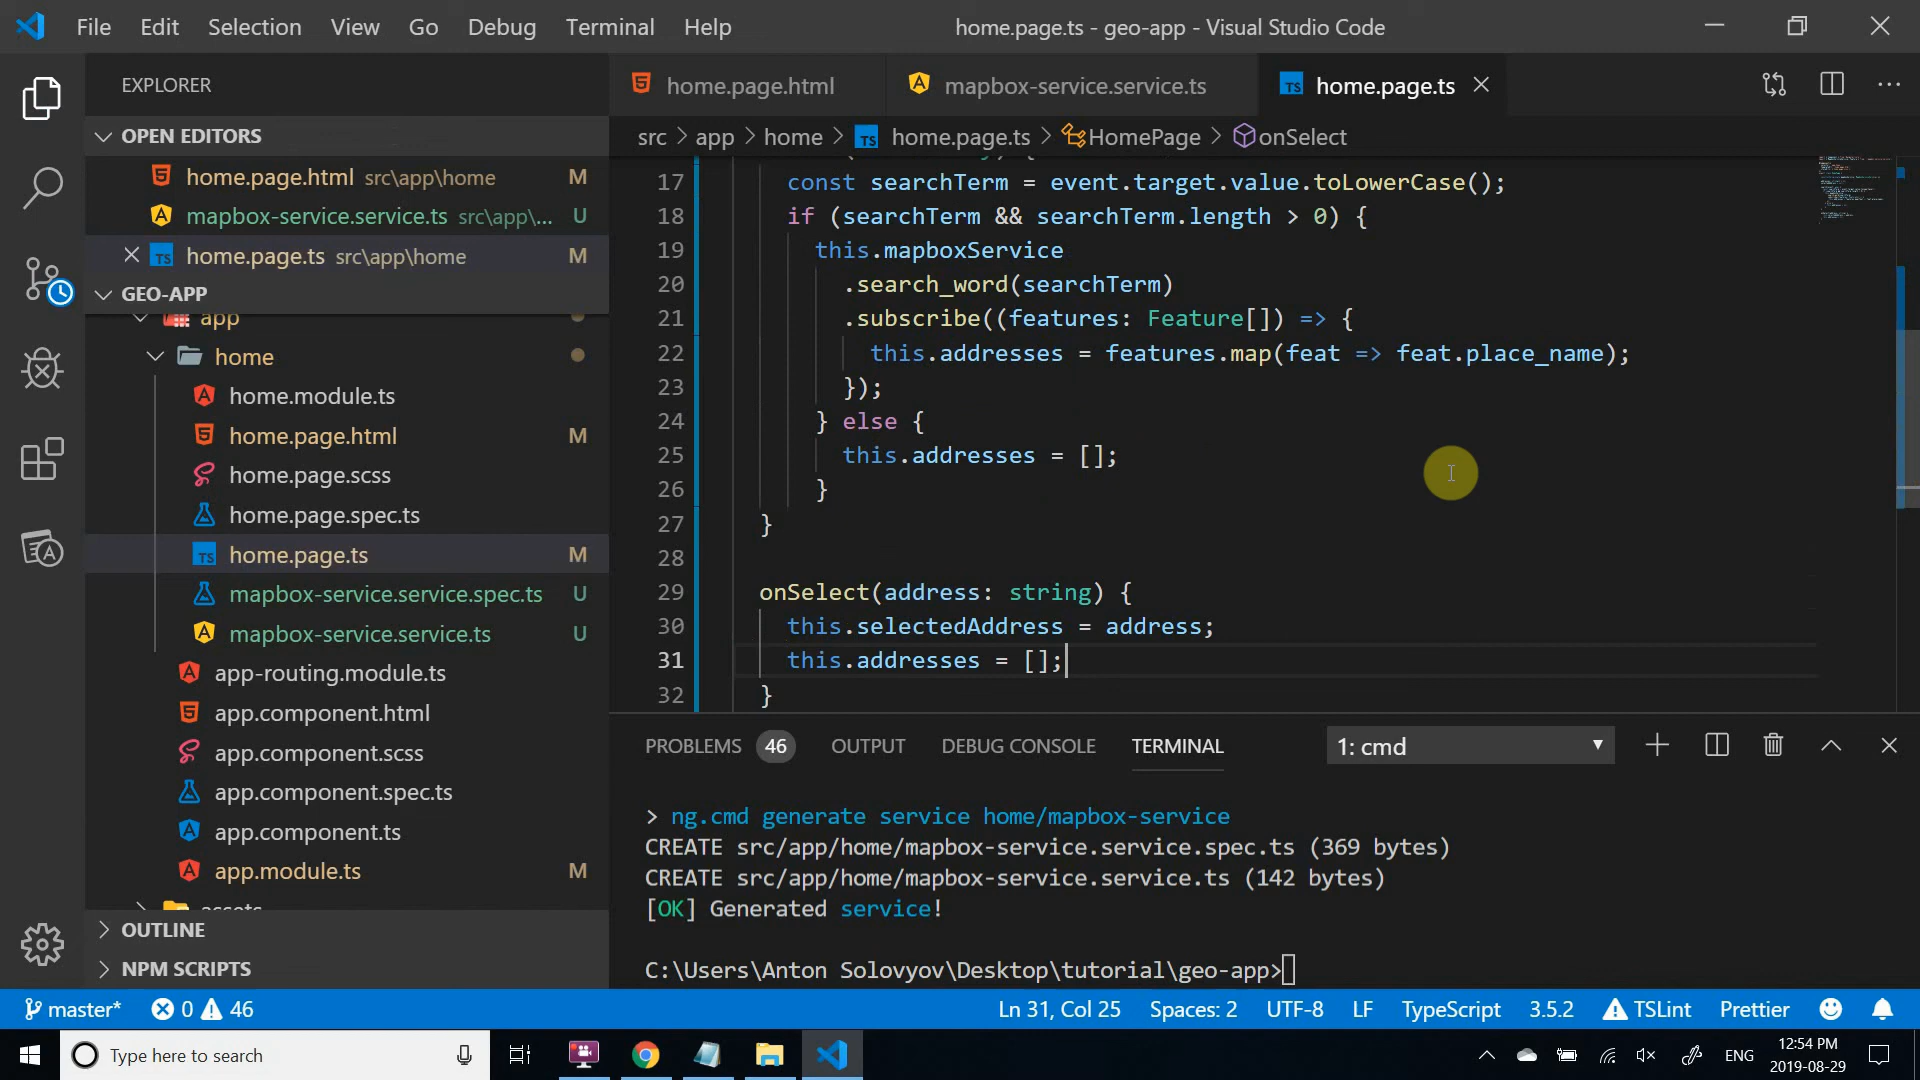 File Edit Selection View Go Debug Terminal Help
home.page.ts - geo-app - Visual Studio Code
EXPLORER
OPEN EDITORS
home.page.html src\app\home M
mapbox-service.service.ts src\app\... U
home.page.ts src\app\home M
GEO-APP
app
home
home.module.ts
home.page.html M
home.page.scss
home.page.spec.ts
home.page.ts M
mapbox-service.service.spec.ts U
mapbox-service.service.ts U
app-routing.module.ts
app.component.html
app.component.scss
app.component.spec.ts
app.component.ts
app.module.ts M
assets
OUTLINE
NPM SCRIPTS
home.page.html mapbox-service.service.ts home.page.ts
src > app > home > home.page.ts > HomePage > onSelect
17 const searchTerm = event.target.value.toLowerCase();
18 if (searchTerm && searchTerm.length > 0) {
19 this.mapboxService
20 .search_word(searchTerm)
21 .subscribe((features: Feature[]) => {
22 this.addresses = features.map(feat => feat.place_name);
23 });
24 } else {
25 this.addresses = [];
26 }
27 }
28
29 onSelect(address: string) {
30 this.selectedAddress = address;
31 this.addresses = [];
32 }
PROBLEMS 46 OUTPUT DEBUG CONSOLE TERMINAL 1: cmd
> ng.cmd generate service home/mapbox-service
CREATE src/app/home/mapbox-service.service.spec.ts (369 bytes)
CREATE src/app/home/mapbox-service.service.ts (142 bytes)
[OK] Generated service!
C:\Users\Anton Solovyov\Desktop\tutorial\geo-app>
master* 0 46 Ln 31, Col 25 Spaces: 2 UTF-8 LF TypeScript 3.5.2 TSLint Prettier
Type here to search
ENG
12:54 PM
2019-08-29